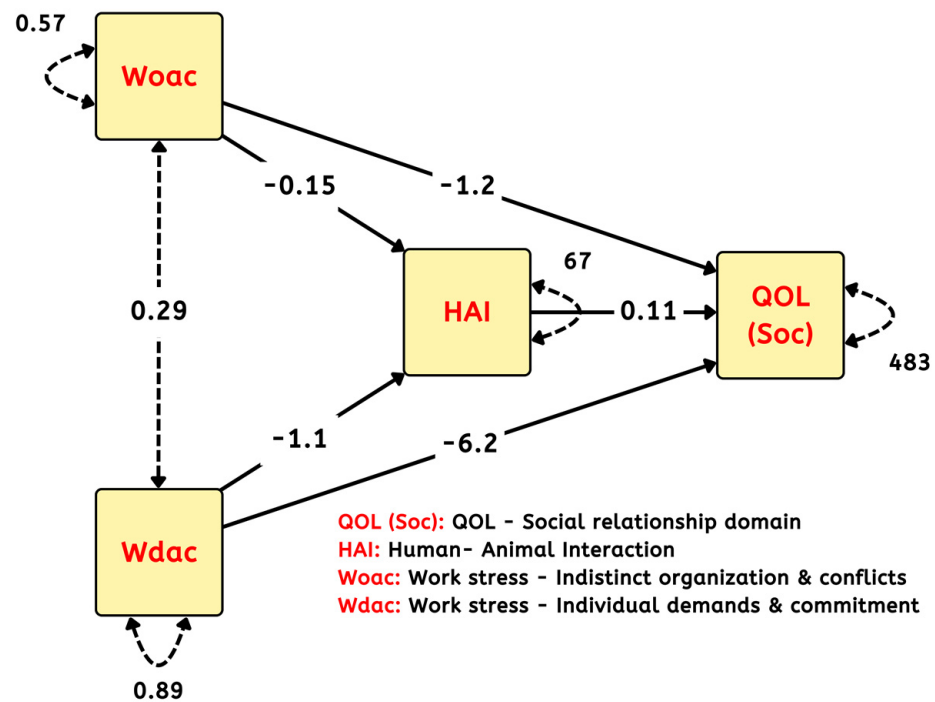 0.57
Woac
-0.15
-1.2
67
0.29
HAI
0.11
QOL
(Soc)
483
-1.1
-6.2
Wdac
0.89
QOL (Soc): QOL - Social relationship domain
HAI: Human- Animal Interaction
Woac: Work stress - Indistinct organization & conflicts
Wdac: Work stress - Individual demands & commitment